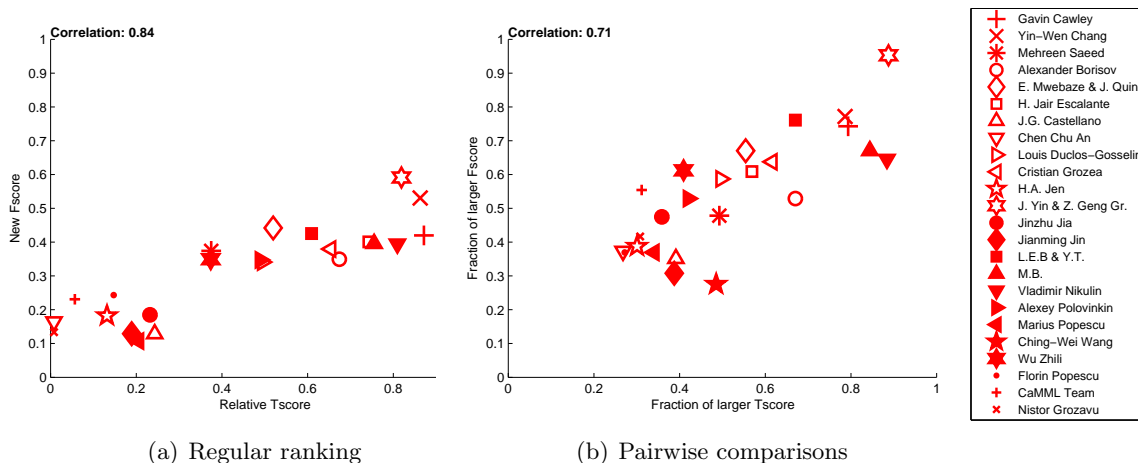 Correlation: 0.84
1
0.9
0.8
0.7
0.6
0.5
0.4
0.3
0.2
0.1
0
New Fscore
0
0.2
0.4
0.6
0.8
Relative Tscore
(a) Regular ranking
Correlation: 0.71
1
0.9
0.8
0.7
0.6
0.5
0.4
0.3
0.2
0.1
0
Fraction of larger Fscore
0
0.2
0.4
0.6
0.8
1
Fraction of larger Tscore
(b) Pairwise comparisons
Gavin Cawley
Yin−Wen Chang
Mehreen Saeed
Alexander Borisov
E. Mwebaze & J. Quin
H. Jair Escalante
J.G. Castellano
Chen Chu An
Louis Duclos−Gosselin
Cristian Grozea
H.A. Jen
J. Yin & Z. Geng Gr.
Jinzhu Jia
Jianming Jin
L.E.B & Y.T.
M.B.
Vladimir Nikulin
Alexey Polovinkin
Marius Popescu
Ching−Wei Wang
Wu Zhili
Florin Popescu
CaMML Team
Nistor Grozavu